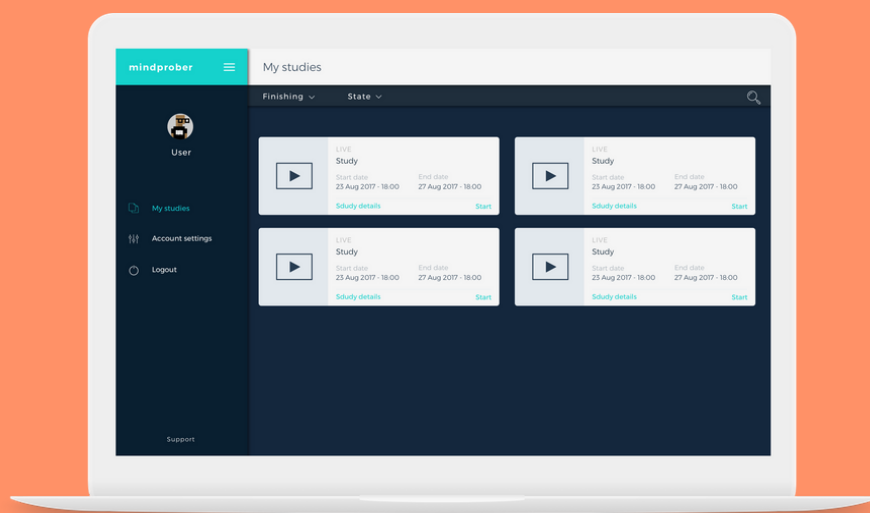 mindprober
My studies
Finishing
State
User
My studies
Account settings
Logout
Support
LIVE
Study
Start date
End date
23 Aug 2017 - 18:00
27 Aug 2017 - 18:00
Sdudy details
Start
LIVE
Study
Start date
End date
23 Aug 2017 - 18:00
27 Aug 2017 - 18:00
Sdudy details
Start
LIVE
Study
Start date
End date
23 Aug 2017 - 18:00
27 Aug 2017 - 18:00
Sdudy details
Start
LIVE
Study
Start date
End date
23 Aug 2017 - 18:00
27 Aug 2017 - 18:00
Sdudy details
Start